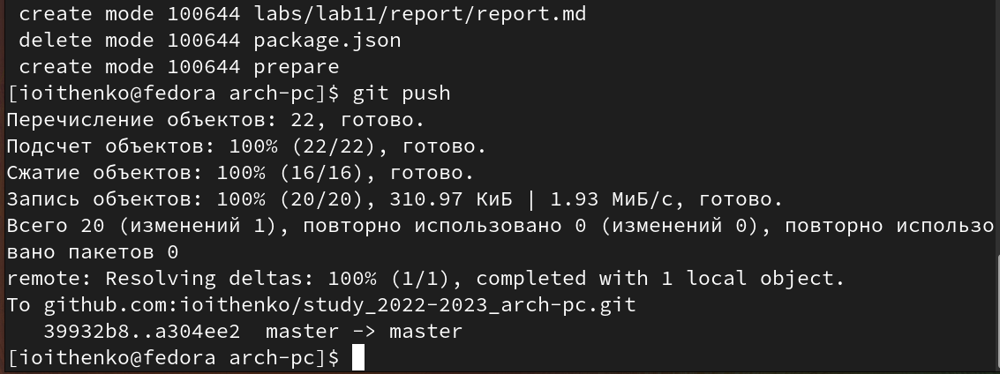 create mode 100644 labs/lab11/report/report.md
delete mode 100644 package.json
create mode 100644 prepare
[ioithenko@fedora arch-pc]$ git push
Перечисление объектов: 22, готово.
Подсчет объектов: 100% (22/22), готово.
Сжатие объектов: 100% (16/16), готово.
Запись объектов: 100% (20/20), 310.97 КиБ | 1.93 МиБ/с, готово.
Всего 20 (изменений 1), повторно использовано 0 (изменений 0), повторно использо
вано пакетов 0
remote: Resolving deltas: 100% (1/1), completed with 1 local object.
To github.com:ioithenko/study_2022-2023_arch-pc.git
   39932b8..a304ee2  master -> master
[ioithenko@fedora arch-pc]$